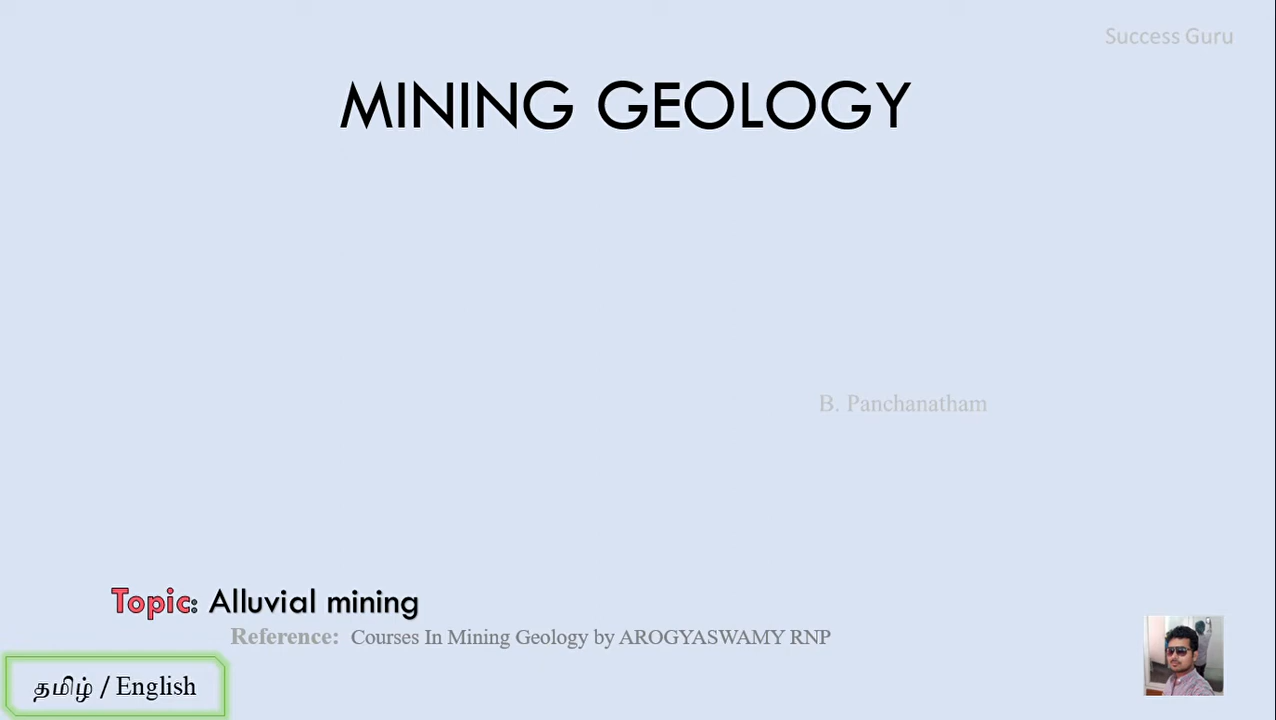 Success Guru
MINING GEOLOGY
B. Panchanatham
Topic: Alluvial mining
Reference: Courses In Mining Geology by AROGYASWAMY RNP
தமிழ் / English